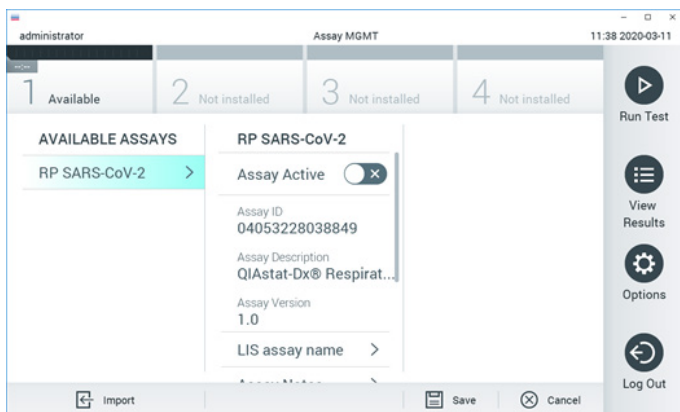 administrator
Assay MGMT
11:38 2020-03-11
1 Available
2 Not installed
3 Not installed
4 Not installed
Run Test
AVAILABLE ASSAYS
RP SARS-CoV-2
RP SARS-CoV-2
Assay Active
Assay ID
04053228038849
Assay Description
QIAstat-Dx® Respirat...
Assay Version
1.0
LIS assay name
View
Results
Options
Log Out
Import
Save
Cancel